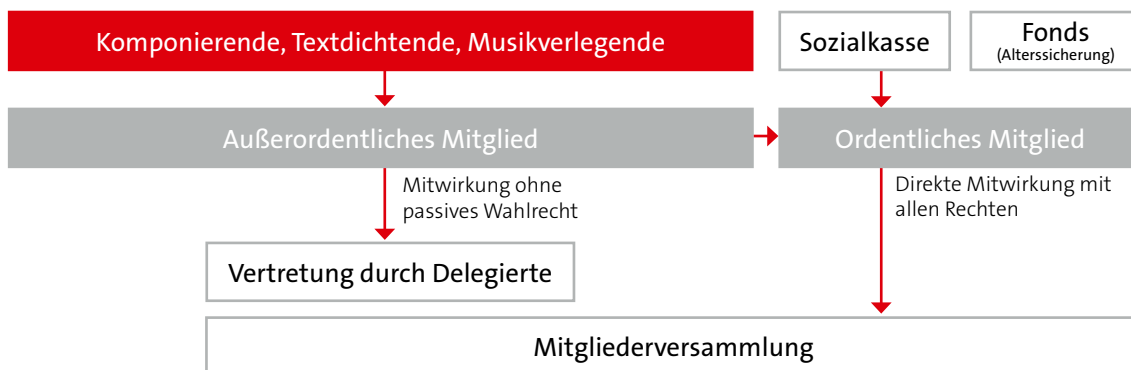 Komponierende, Textdichtende, Musikverlegende
Sozialkasse
Fonds
(Alterssicherung)
Außerordentliches Mitglied
Ordentliches Mitglied
Mitwirkung ohne
passives Wahlrecht
Direkte Mitwirkung mit
allen Rechten
Vertretung durch Delegierte
Mitgliederversammlung